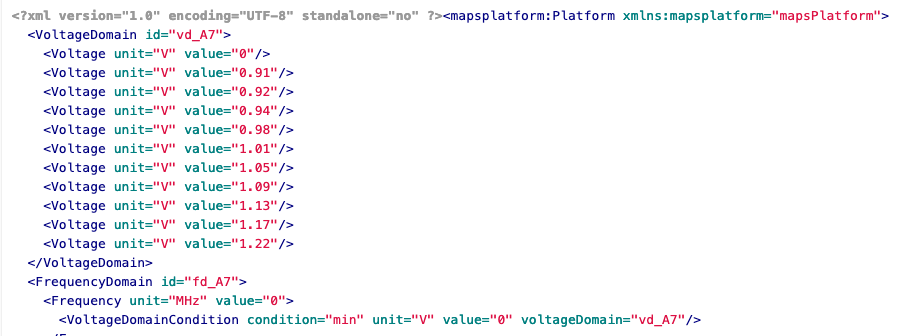 <?xml version="1.0" encoding="UTF-8" standalone="no" ?><mapsplatform:Platform xmlns:mapsplatform="mapsPlatform">
  <VoltageDomain id="vd_A7">
    <Voltage unit="V" value="0"/>
    <Voltage unit="V" value="0.91"/>
    <Voltage unit="V" value="0.92"/>
    <Voltage unit="V" value="0.94"/>
    <Voltage unit="V" value="0.98"/>
    <Voltage unit="V" value="1.01"/>
    <Voltage unit="V" value="1.05"/>
    <Voltage unit="V" value="1.09"/>
    <Voltage unit="V" value="1.13"/>
    <Voltage unit="V" value="1.17"/>
    <Voltage unit="V" value="1.22"/>
  </VoltageDomain>
  <FrequencyDomain id="fd_A7">
    <Frequency unit="MHz" value="0">
      <VoltageDomainCondition condition="min" unit="V" value="0" voltageDomain="vd_A7"/>